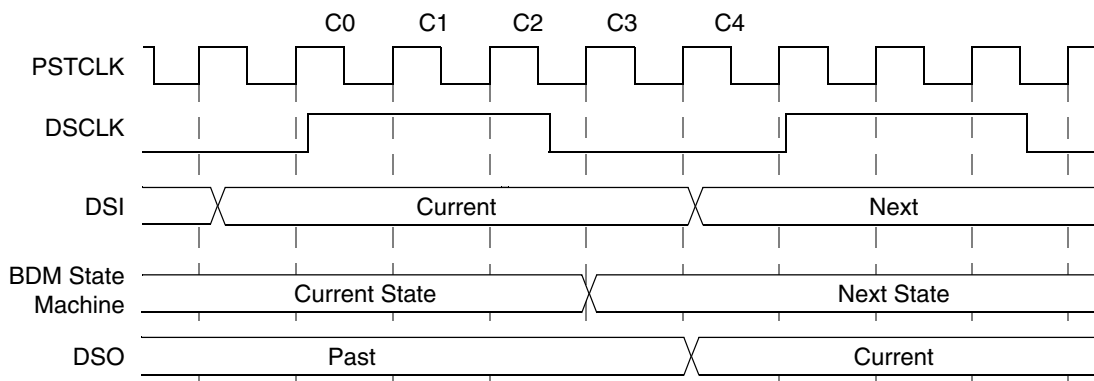 C0 C1 C2 C3 C4
PSTCLK
DSCLK
DSI Current Next
BDM State
Machine Current State Next State
DSO Past Current